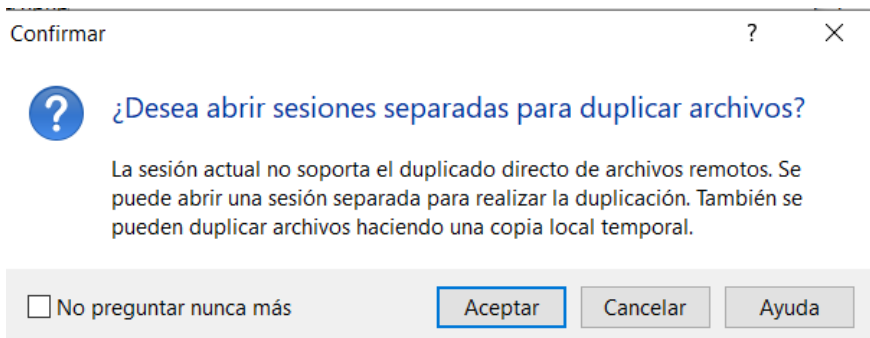 Confirmar
?
¿Desea abrir sesiones separadas para duplicar archivos?
La sesión actual no soporta el duplicado directo de archivos remotos. Se
puede abrir una sesión separada para realizar la duplicación. También se
pueden duplicar archivos haciendo una copia local temporal.
No preguntar nunca más
Aceptar
Cancelar
Ayuda